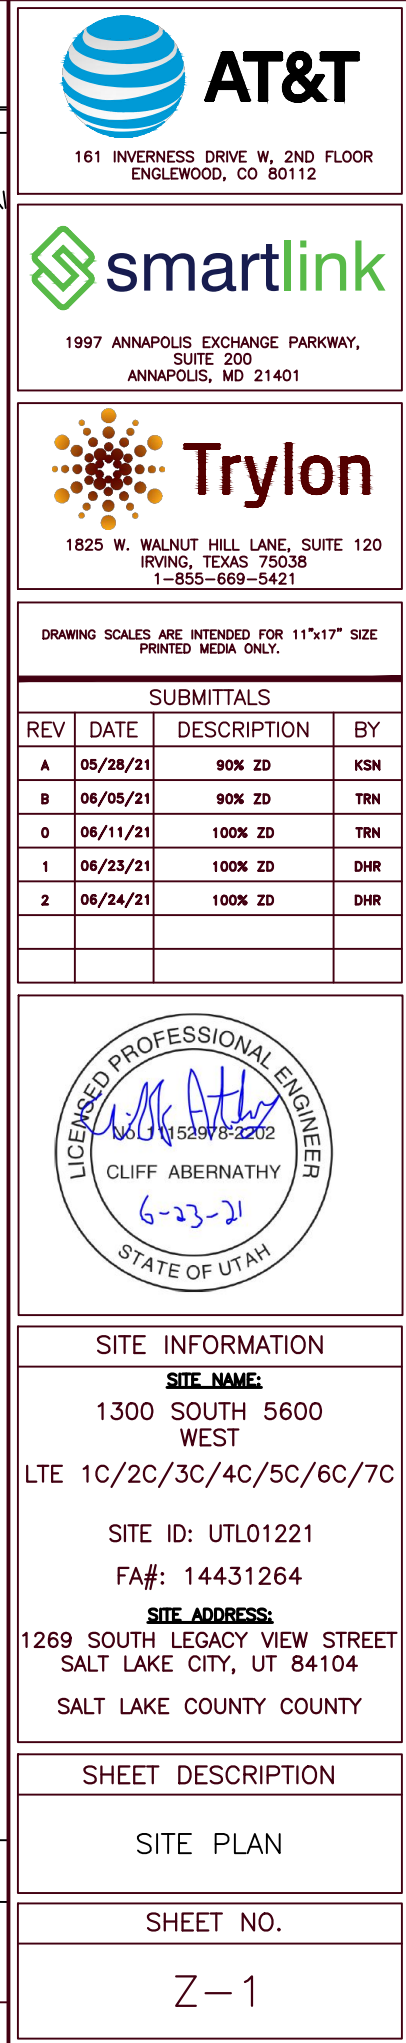 AT&T
161 INVERNESS DRIVE W, 2ND FLOOR
ENGLEWOOD, CO 80112
smartlink
1997 ANNAPOLIS EXCHANGE PARKWAY,
SUITE 200
ANNAPOLIS, MD 21401
Trylon
1825 W. WALNUT HILL LANE, SUITE 120
IRVING, TEXAS 75038
1-855-669-5421
DRAWING SCALES ARE INTENDED FOR 11"x17" SIZE
PRINTED MEDIA ONLY.
SUBMITTALS
REV DATE DESCRIPTION BY
A 05/28/21 90% ZD KSN
B 06/05/21 90% ZD TRN
0 06/11/21 100% ZD TRN
1 06/23/21 100% ZD DHR
2 06/24/21 100% ZD DHR
LICENSED PROFESSIONAL ENGINEER
No. 11152978-2202
CLIFF ABERNATHY
6-23-21
STATE OF UTAH
SITE INFORMATION
SITE NAME:
1300 SOUTH 5600
WEST
LTE 1C/2C/3C/4C/5C/6C/7C
SITE ID: UTL01221
FA#: 14431264
SITE ADDRESS:
1269 SOUTH LEGACY VIEW STREET
SALT LAKE CITY, UT 84104
SALT LAKE COUNTY COUNTY
SHEET DESCRIPTION
SITE PLAN
SHEET NO.
Z-1